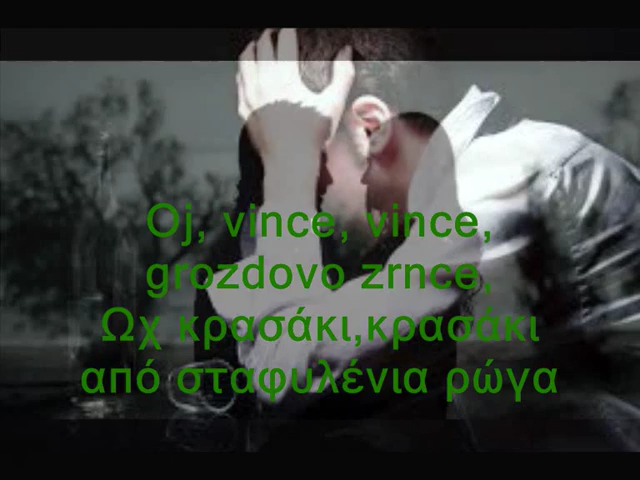 Oj, vince, vince,
grozdovo zrnce,
Ωχ κρασάκι,κρασάκι
από σταφυλένια ρώγα